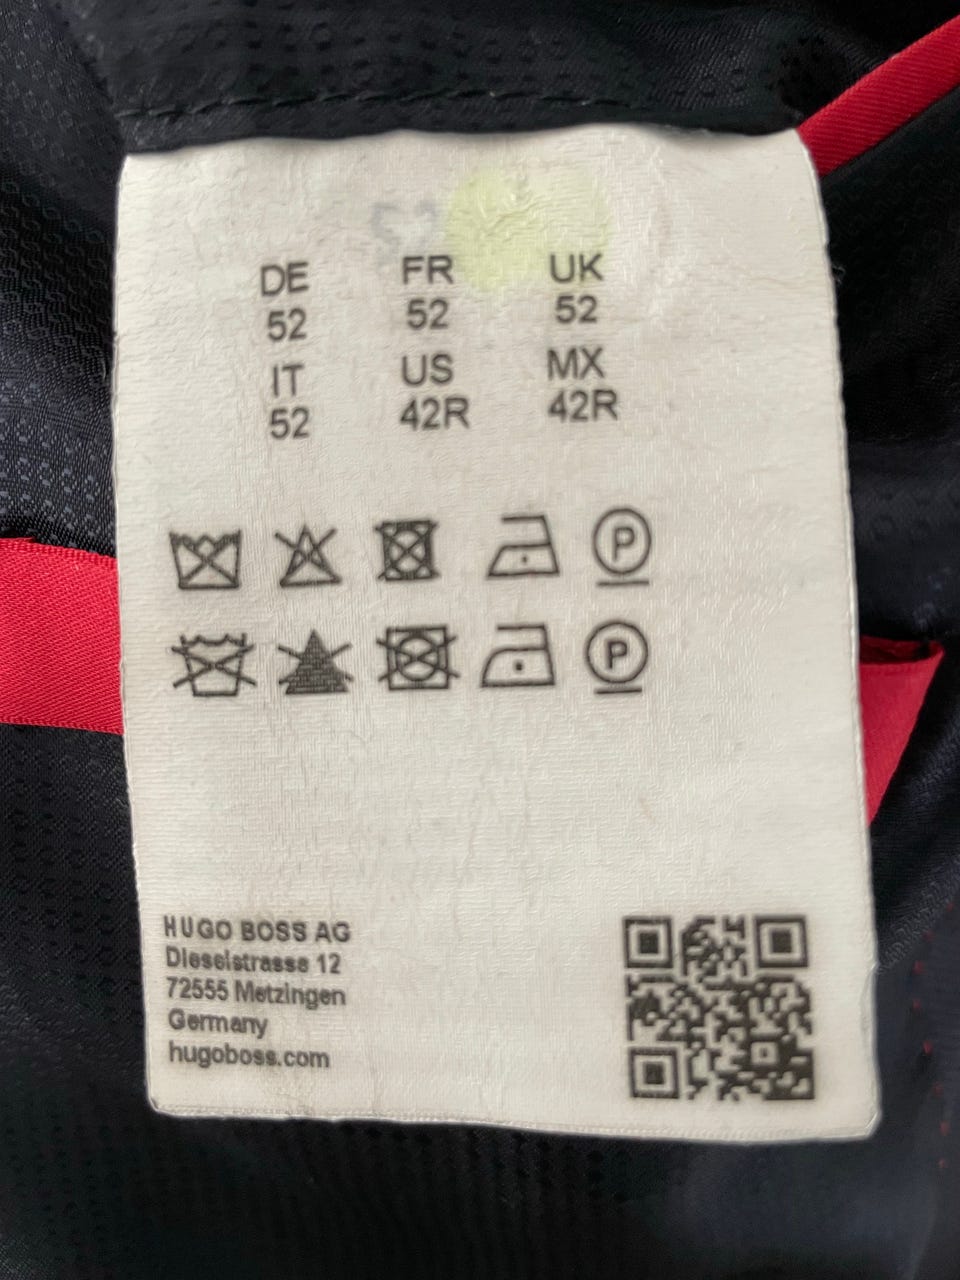 DE FR UK
52 52 52
IT US MX
52 42R 42R
P
P
HUGO BOSS AG
Dieselstrasse 12
72555 Metzingen
Germany
hugoboss.com